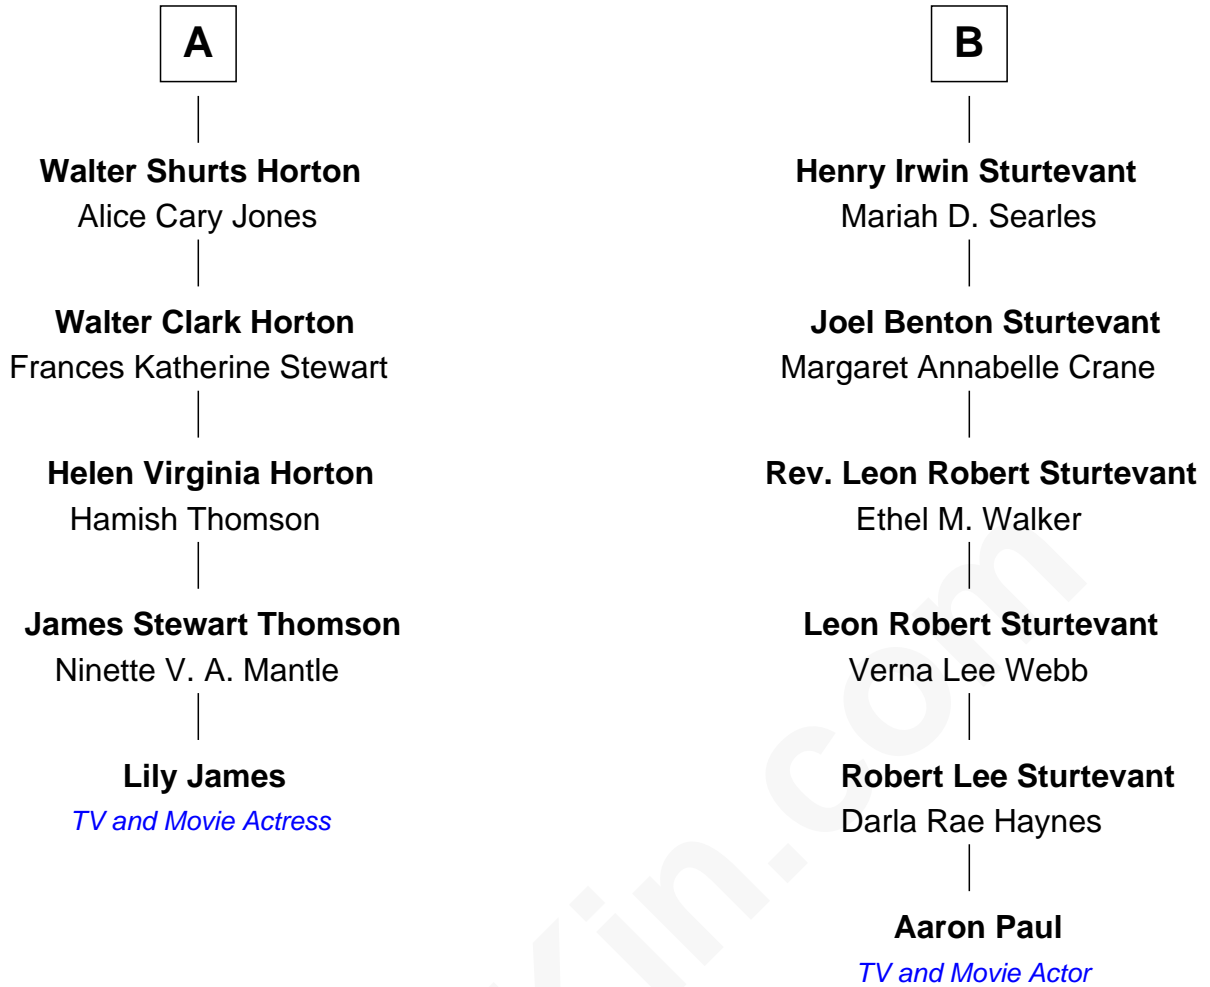 A
Walter Shurts Horton
Alice Cary Jones
Walter Clark Horton
Frances Katherine Stewart
Helen Virginia Horton
Hamish Thomson
James Stewart Thomson
Ninette V. A. Mantle
Lily James
TV and Movie Actress
B
Henry Irwin Sturtevant
Mariah D. Searles
Joel Benton Sturtevant
Margaret Annabelle Crane
Rev. Leon Robert Sturtevant
Ethel M. Walker
Leon Robert Sturtevant
Verna Lee Webb
Robert Lee Sturtevant
Darla Rae Haynes
Aaron Paul
TV and Movie Actor
Kin.com